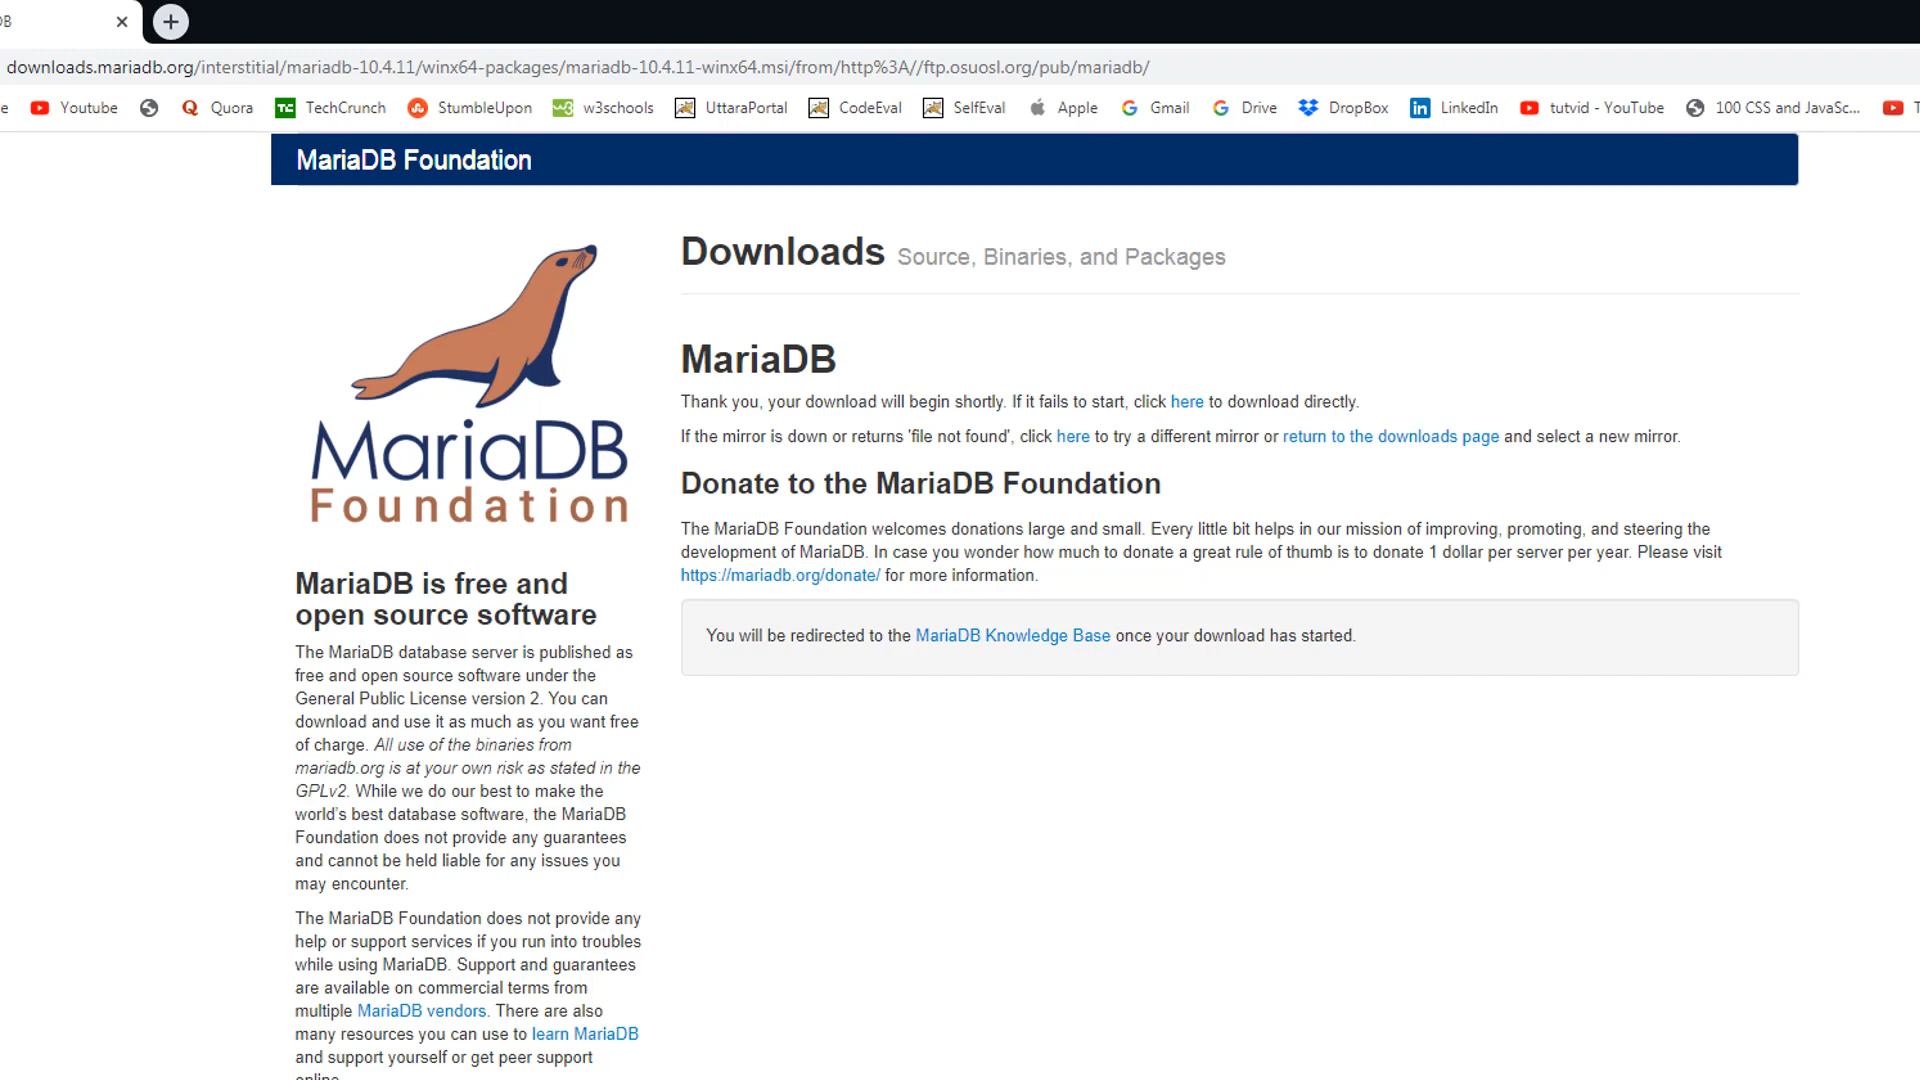 DB
downloads.mariadb.org/interstitial/mariadb-10.4.11/winx64-packages/mariadb-10.4.11-winx64.msi/from/http%3A//ftp.osuosl.org/pub/mariadb/
e Youtube Quora TechCrunch StumbleUpon w3schools UttaraPortal CodeEval SelfEval Apple Gmail Drive DropBox LinkedIn tutvid - YouTube 100 CSS and JavaSc... T
MariaDB Foundation
Downloads Source, Binaries, and Packages
MariaDB
Thank you, your download will begin shortly. If it fails to start, click here to download directly.
If the mirror is down or returns 'file not found', click here to try a different mirror or return to the downloads page and select a new mirror.
Donate to the MariaDB Foundation
The MariaDB Foundation welcomes donations large and small. Every little bit helps in our mission of improving, promoting, and steering the
development of MariaDB. In case you wonder how much to donate a great rule of thumb is to donate 1 dollar per server per year. Please visit
https://mariadb.org/donate/ for more information.
You will be redirected to the MariaDB Knowledge Base once your download has started.
MariaDB
Foundation
MariaDB is free and
open source software
The MariaDB database server is published as
free and open source software under the
General Public License version 2. You can
download and use it as much as you want free
of charge. All use of the binaries from
mariadb.org is at your own risk as stated in the
GPLv2. While we do our best to make the
world's best database software, the MariaDB
Foundation does not provide any guarantees
and cannot be held liable for any issues you
may encounter.
The MariaDB Foundation does not provide any
help or support services if you run into troubles
while using MariaDB. Support and guarantees
are available on commercial terms from
multiple MariaDB vendors. There are also
many resources you can use to learn MariaDB
and support yourself or get peer support
online.